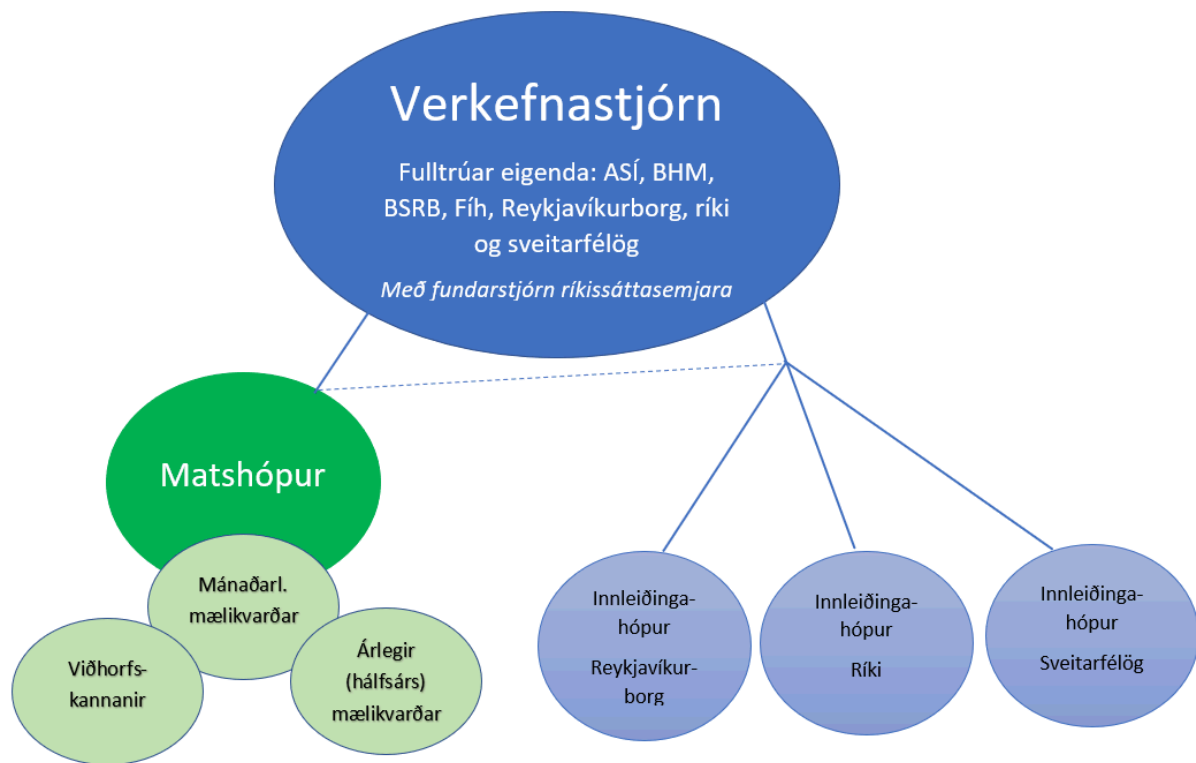 Verkefnastjórn
Fulltrúar eigenda: ASÍ, BHM,
BSRB, Fíh, Reykjavíkurborg, ríki
og sveitarfélög
Með fundarstjórn ríkissáttasemjara
Matshópur
Mánaðarl.
mælikvarðar
Viðhorfs-
kannanir
Árlegir
(hálfsárs)
mælikvarðar
Innleiðinga-
hópur
Reykjavíkur-
borg
Innleiðinga-
hópur
Ríki
Innleiðinga-
hópur
Sveitarfélög